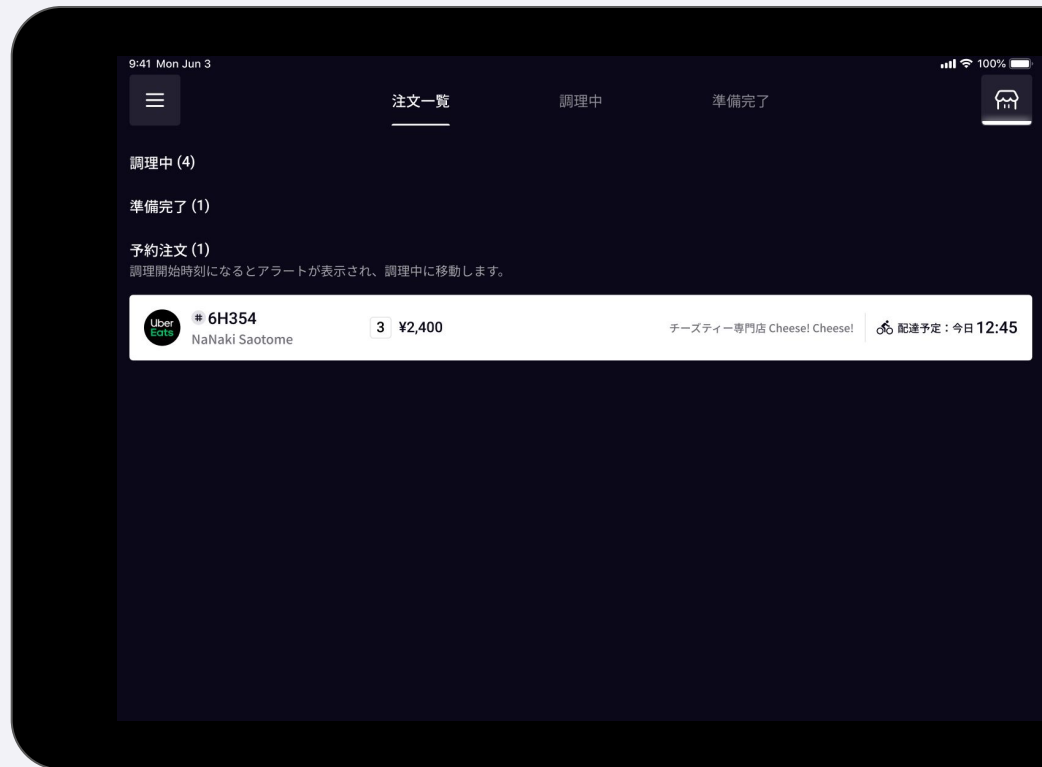 9:41 Mon Jun 3
100%
注文一覧
調理中
準備完了
調理中 (4)
準備完了 (1)
予約注文 (1)
調理開始時刻になるとアラートが表示され、調理中に移動します。
Uber
Eats
# 6H354
NaNaki Saotome
3 ¥2,400
チーズティー専門店 Cheese! Cheese!
配達予定：今日 12:45